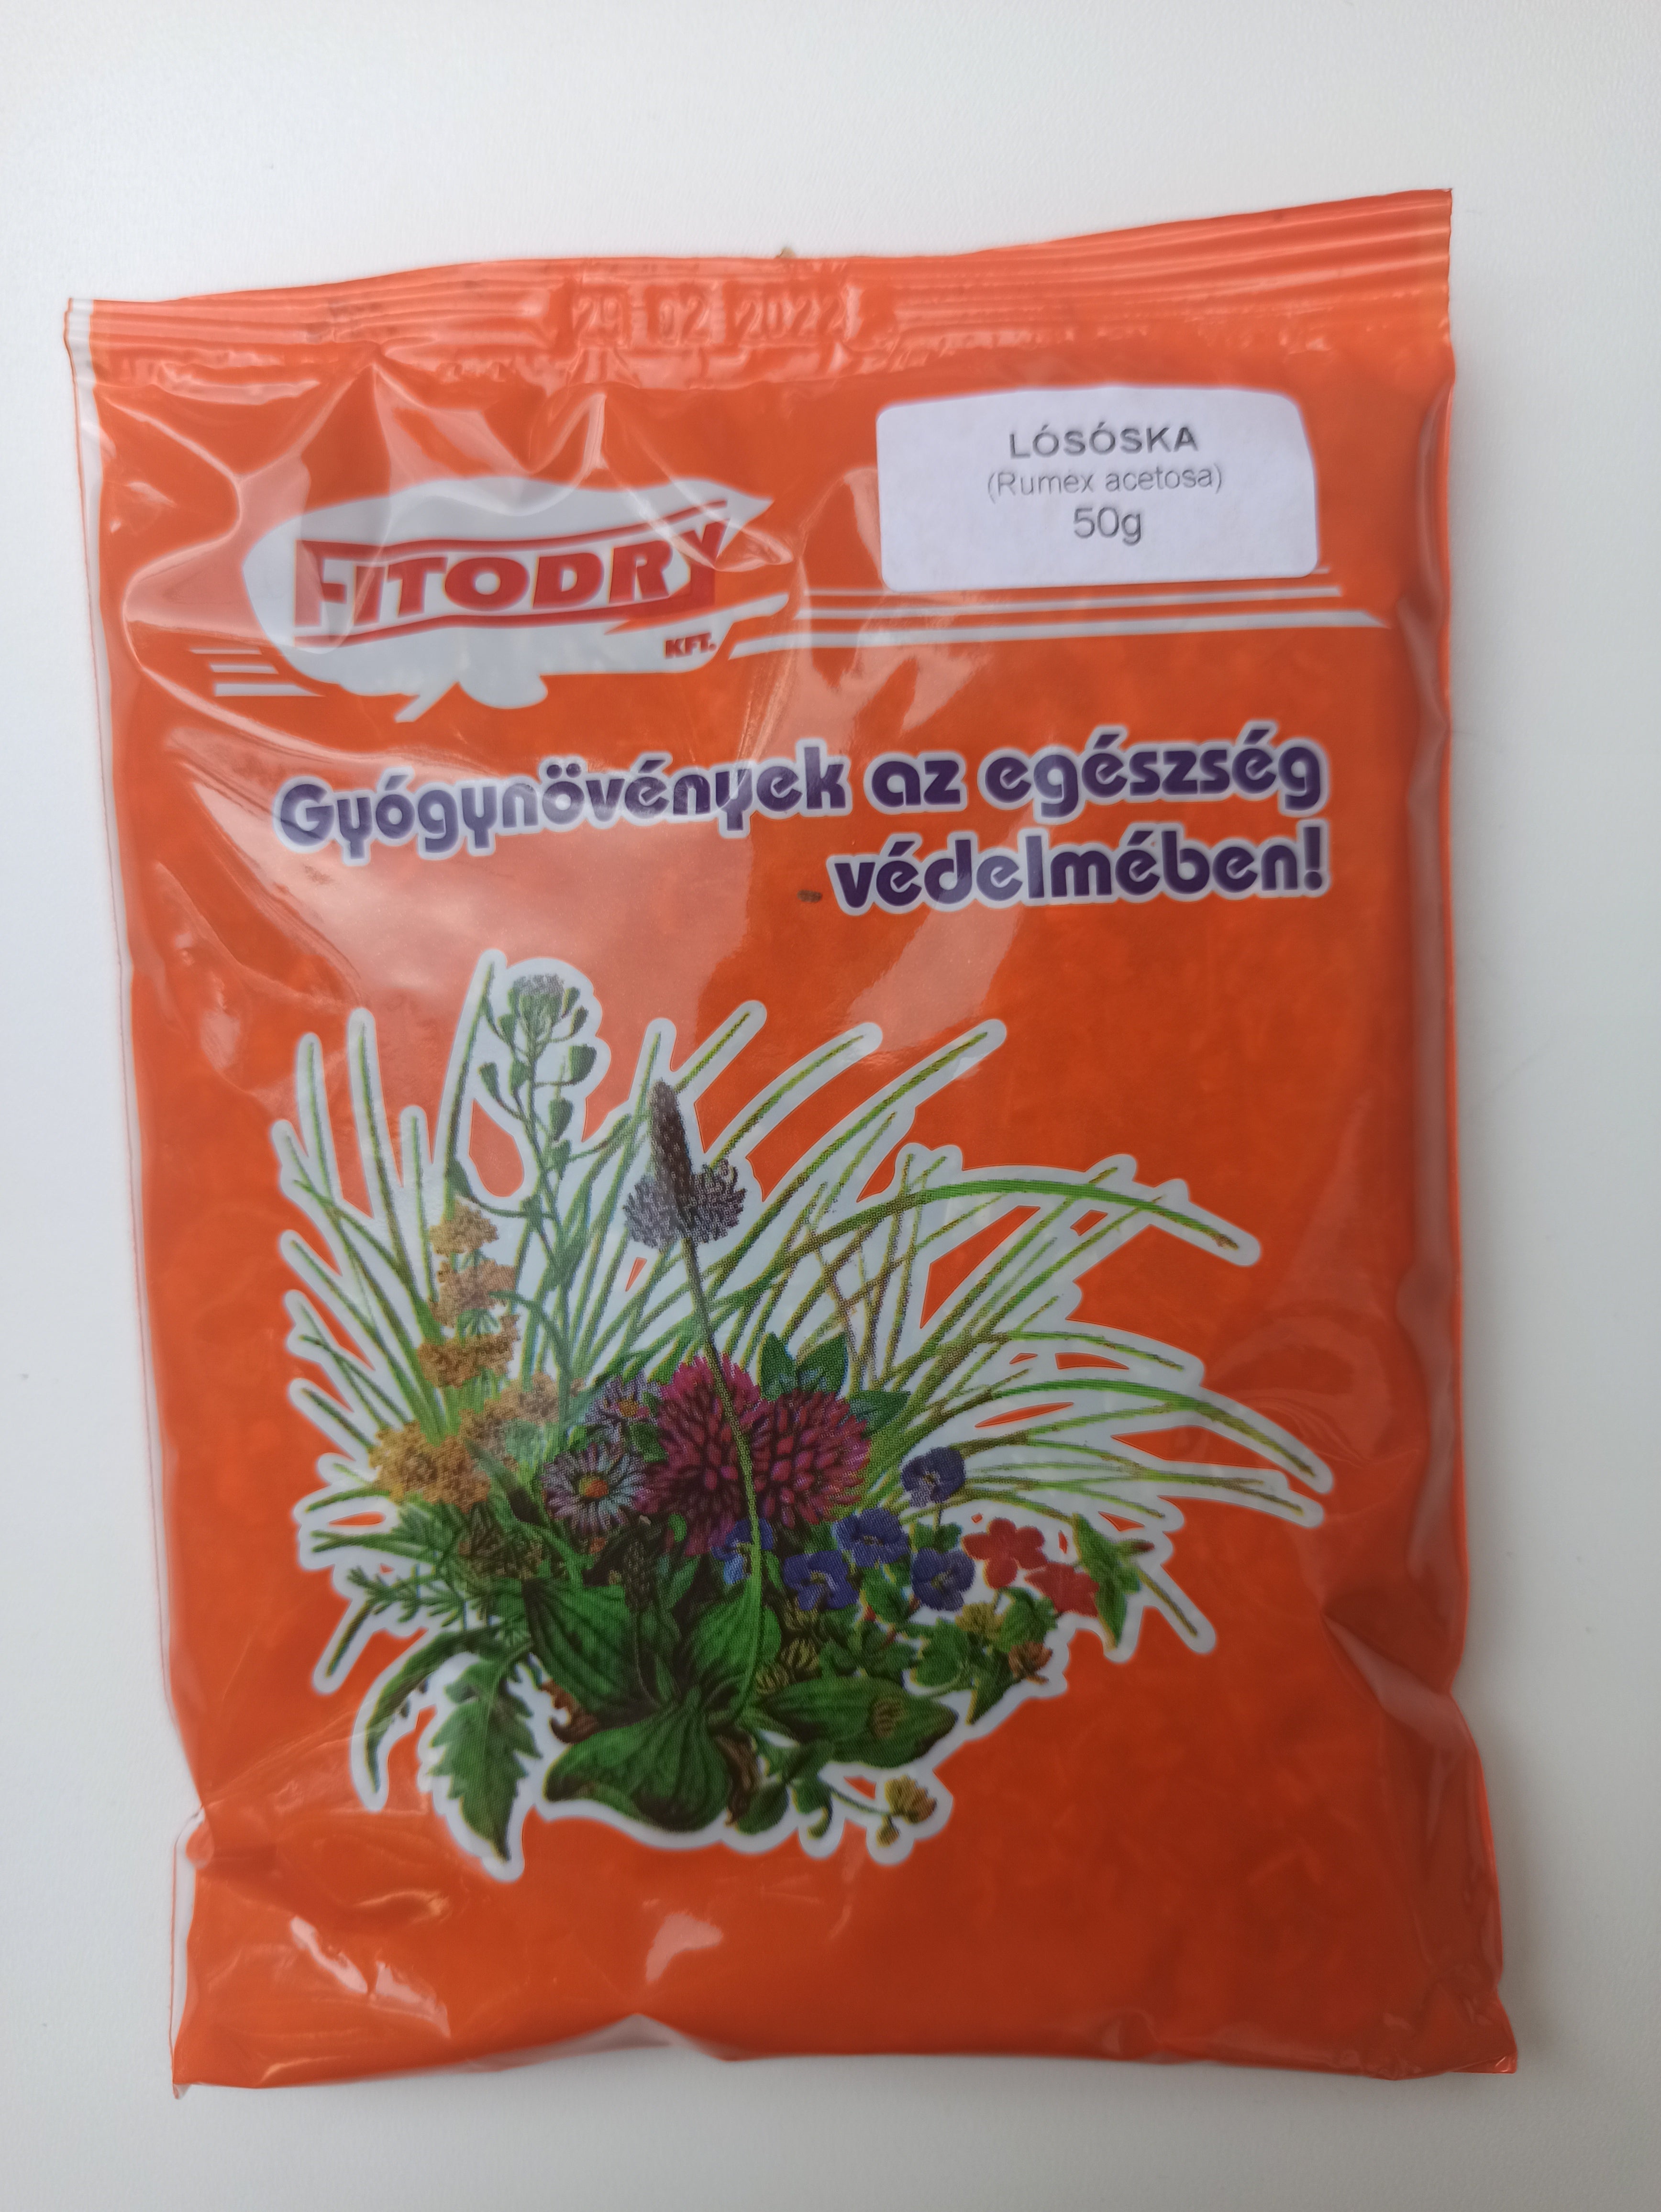 29 02 2022
LÓSÓSKA
(Rumex acetosa)
50g
FITODRY
KFT.
Gyógynövények az egészség
védelmében!